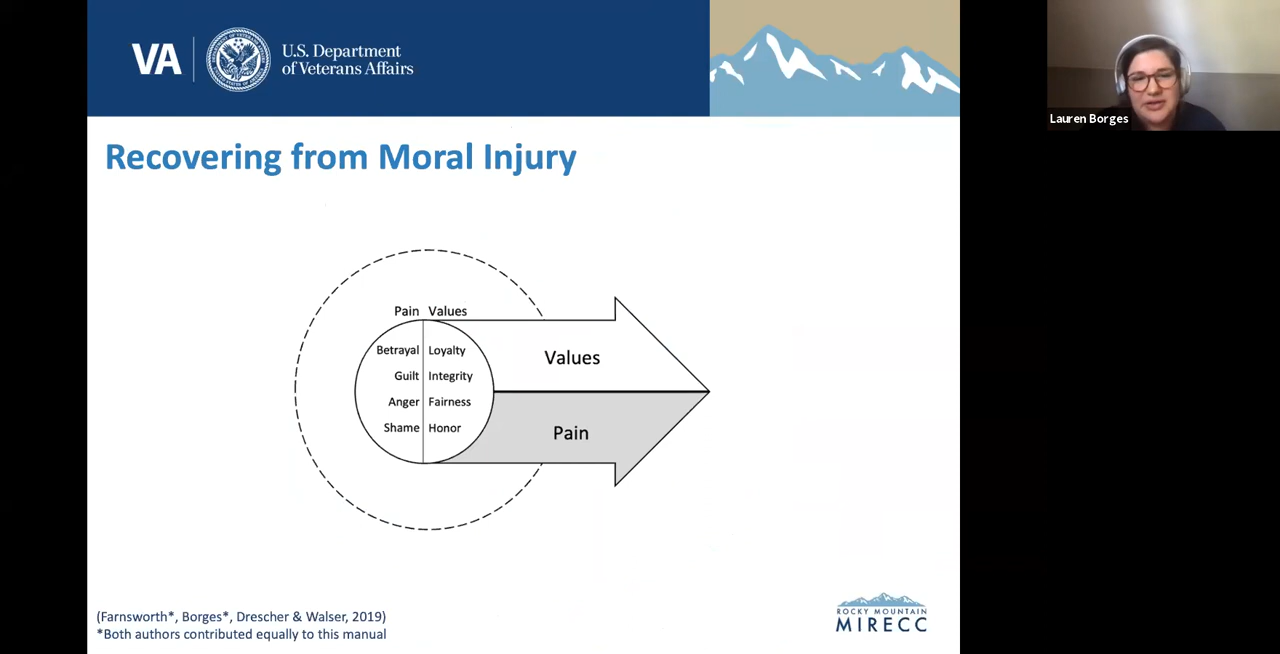 VA
U.S. Department
of Veterans Affairs
Lauren Borges
Recovering from Moral Injury
Pain Values
Betrayal Loyalty
Guilt Integrity
Anger Fairness
Shame Honor
Values
Pain
(Farnsworth*, Borges*, Drescher & Walser, 2019)
*Both authors contributed equally to this manual
ROCKY MOUNTAIN
MIRECC